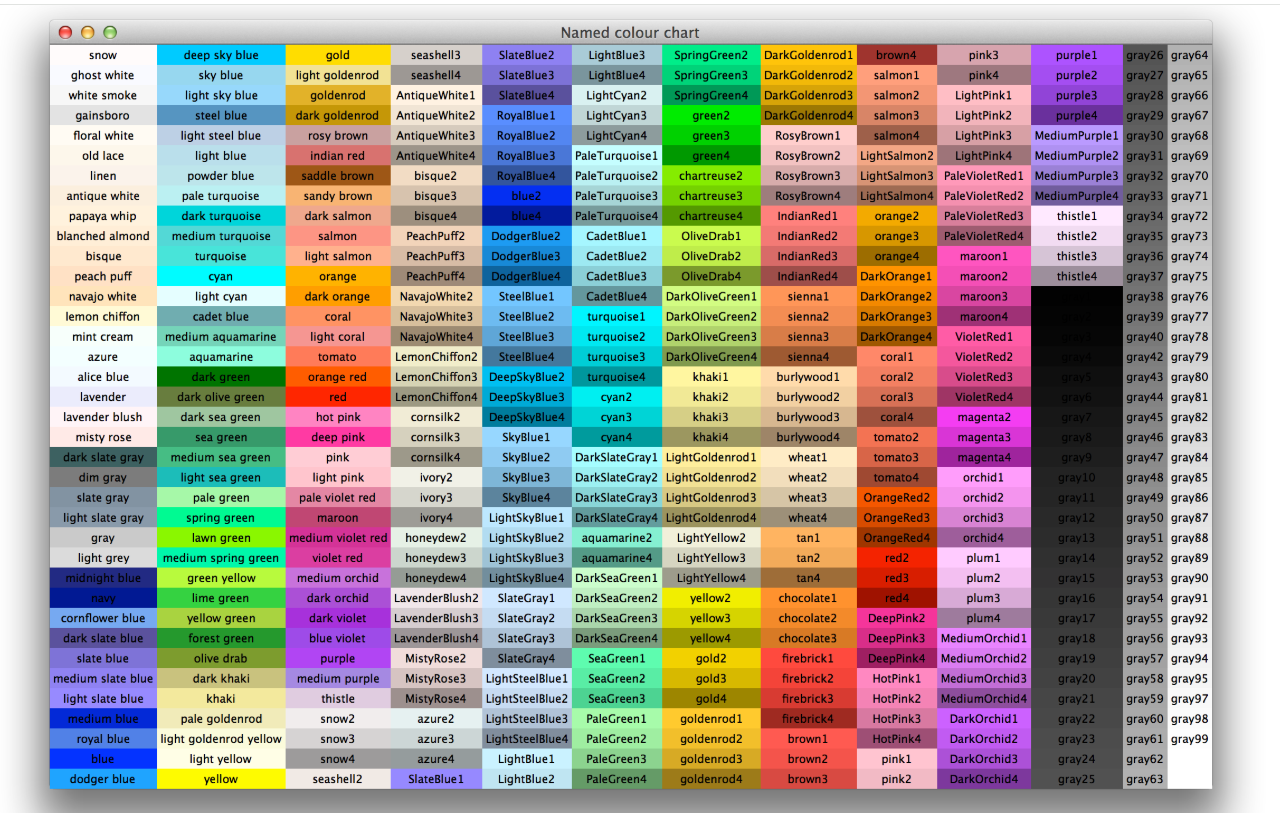 Named colour chart
snow deep sky blue gold seashell3 SlateBlue2 LightBlue3 SpringGreen2 DarkGoldenrod1 brown4 pink3 purple1 gray26 gray64
ghost white sky blue light goldenrod seashell4 SlateBlue3 LightBlue4 SpringGreen3 DarkGoldenrod2 salmon1 pink4 purple2 gray27 gray65
white smoke light sky blue goldenrod AntiqueWhite1 SlateBlue4 LightCyan2 SpringGreen4 DarkGoldenrod3 salmon2 LightPink1 purple3 gray28 gray66
gainsboro steel blue dark goldenrod AntiqueWhite2 RoyalBlue1 LightCyan3 green2 DarkGoldenrod4 salmon3 LightPink2 purple4 gray29 gray67
floral white light steel blue rosy brown AntiqueWhite3 RoyalBlue2 LightCyan4 green3 RosyBrown1 salmon4 LightPink3 MediumPurple1 gray30 gray68
old lace light blue indian red AntiqueWhite4 RoyalBlue3 PaleTurquoise1 green4 RosyBrown2 LightSalmon2 LightPink4 MediumPurple2 gray31 gray69
linen powder blue saddle brown bisque2 RoyalBlue4 PaleTurquoise2 chartreuse2 RosyBrown3 LightSalmon3 PaleVioletRed1 MediumPurple3 gray32 gray70
antique white pale turquoise sandy brown bisque3 blue2 PaleTurquoise3 chartreuse3 RosyBrown4 LightSalmon4 PaleVioletRed2 MediumPurple4 gray33 gray71
papaya whip dark turquoise dark salmon bisque4 blue4 PaleTurquoise4 chartreuse4 IndianRed1 orange2 PaleVioletRed3 thistle1 gray34 gray72
blanched almond medium turquoise salmon PeachPuff2 DodgerBlue2 CadetBlue1 OliveDrab1 IndianRed2 orange3 PaleVioletRed4 thistle2 gray35 gray73
bisque turquoise light salmon PeachPuff3 DodgerBlue3 CadetBlue2 OliveDrab2 IndianRed3 orange4 maroon1 thistle3 gray36 gray74
peach puff cyan orange PeachPuff4 DodgerBlue4 CadetBlue3 OliveDrab4 IndianRed4 DarkOrange1 maroon2 thistle4 gray37 gray75
navajo white light cyan dark orange NavajoWhite2 SteelBlue1 CadetBlue4 DarkOliveGreen1 sienna1 DarkOrange2 maroon3 gray38 gray76
lemon chiffon cadet blue coral NavajoWhite3 SteelBlue2 turquoise1 DarkOliveGreen2 sienna2 DarkOrange3 maroon4 gray39 gray77
mint cream medium aquamarine light coral NavajoWhite4 SteelBlue3 turquoise2 DarkOliveGreen3 sienna3 DarkOrange4 VioletRed1 gray40 gray78
azure aquamarine tomato LemonChiffon2 SteelBlue4 turquoise3 DarkOliveGreen4 sienna4 coral1 VioletRed2 gray4 gray42 gray79
alice blue dark green orange red LemonChiffon3 DeepSkyBlue2 turquoise4 khaki1 burlywood1 coral2 VioletRed3 gray5 gray43 gray80
lavender dark olive green red LemonChiffon4 DeepSkyBlue3 cyan2 khaki2 burlywood2 coral3 VioletRed4 gray6 gray44 gray81
lavender blush dark sea green hot pink cornsilk2 DeepSkyBlue4 cyan3 khaki3 burlywood3 coral4 magenta2 gray7 gray45 gray82
misty rose sea green deep pink cornsilk3 SkyBlue1 cyan4 khaki4 burlywood4 tomato2 magenta3 gray8 gray46 gray83
dark slate gray medium sea green pink cornsilk4 SkyBlue2 DarkSlateGray1 LightGoldenrod1 wheat1 tomato3 magenta4 gray9 gray47 gray84
dim gray light sea green light pink ivory2 SkyBlue3 DarkSlateGray2 LightGoldenrod2 wheat2 tomato4 orchid1 gray10 gray48 gray85
slate gray pale green pale violet red ivory3 SkyBlue4 DarkSlateGray3 LightGoldenrod3 wheat3 OrangeRed2 orchid2 gray11 gray49 gray86
light slate gray spring green maroon ivory4 LightSkyBlue1 DarkSlateGray4 LightGoldenrod4 wheat4 OrangeRed3 orchid3 gray12 gray50 gray87
gray lawn green medium violet red honeydew2 LightSkyBlue2 aquamarine2 LightYellow2 tan1 OrangeRed4 orchid4 gray13 gray51 gray88
light grey medium spring green violet red honeydew3 LightSkyBlue3 aquamarine4 LightYellow3 tan2 red2 plum1 gray14 gray52 gray89
midnight blue green yellow medium orchid honeydew4 LightSkyBlue4 DarkSeaGreen1 LightYellow4 tan4 red3 plum2 gray15 gray53 gray90
navy lime green dark orchid LavenderBlush2 SlateGray1 DarkSeaGreen2 yellow2 chocolate1 red4 plum3 gray16 gray54 gray91
cornflower blue yellow green dark violet LavenderBlush3 SlateGray2 DarkSeaGreen3 yellow3 chocolate2 DeepPink2 plum4 gray17 gray55 gray92
dark slate blue forest green blue violet LavenderBlush4 SlateGray3 DarkSeaGreen4 yellow4 chocolate3 DeepPink3 MediumOrchid1 gray18 gray56 gray93
slate blue olive drab purple MistyRose2 SlateGray4 SeaGreen1 gold2 firebrick1 DeepPink4 MediumOrchid2 gray19 gray57 gray94
medium slate blue dark khaki medium purple MistyRose3 LightSteelBlue1 SeaGreen2 gold3 firebrick2 HotPink1 MediumOrchid3 gray20 gray58 gray95
light slate blue khaki thistle MistyRose4 LightSteelBlue2 SeaGreen3 gold4 firebrick3 HotPink2 MediumOrchid4 gray21 gray59 gray97
medium blue pale goldenrod snow2 azure2 LightSteelBlue3 PaleGreen1 goldenrod1 firebrick4 HotPink3 DarkOrchid1 gray22 gray60 gray98
royal blue light goldenrod yellow snow3 azure3 LightSteelBlue4 PaleGreen2 goldenrod2 brown1 HotPink4 DarkOrchid2 gray23 gray61 gray99
blue light yellow snow4 azure4 LightBlue1 PaleGreen3 goldenrod3 brown2 pink1 DarkOrchid3 gray24 gray62
dodger blue yellow seashell2 SlateBlue1 LightBlue2 PaleGreen4 goldenrod4 brown3 pink2 DarkOrchid4 gray25 gray63